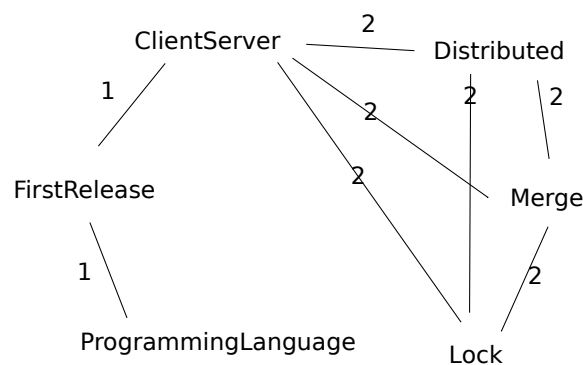 2
ClientServer
Distributed
1
2
2
2
2
FirstRelease
Merge
1
2
ProgrammingLanguage
Lock